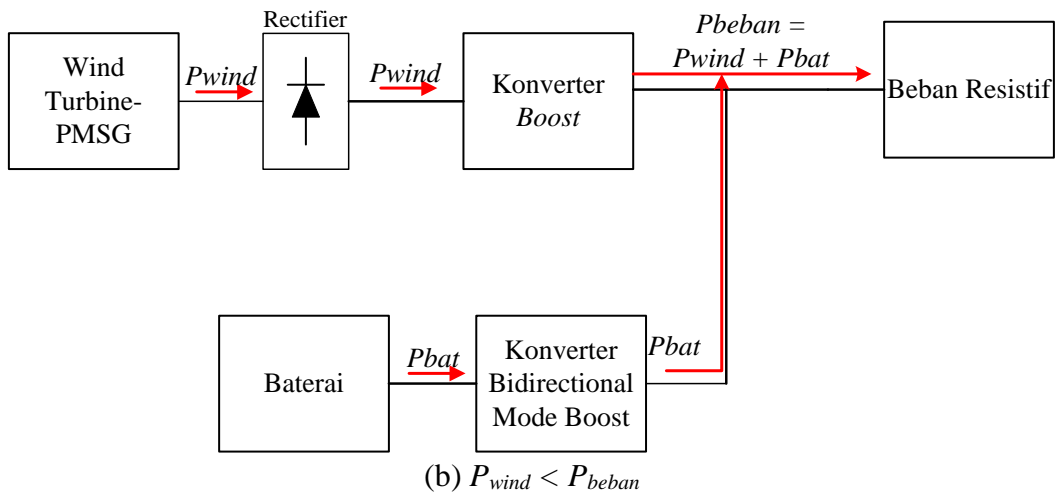 Rectifier
Wind
Turbine-
PMSG
Pwind
Pwind
Konverter
Boost
Pbeban =
Pwind + Pbat
Beban Resistif
Baterai
Pbat
Konverter
Bidirectional
Mode Boost
Pbat
(b) Pwind < Pbeban